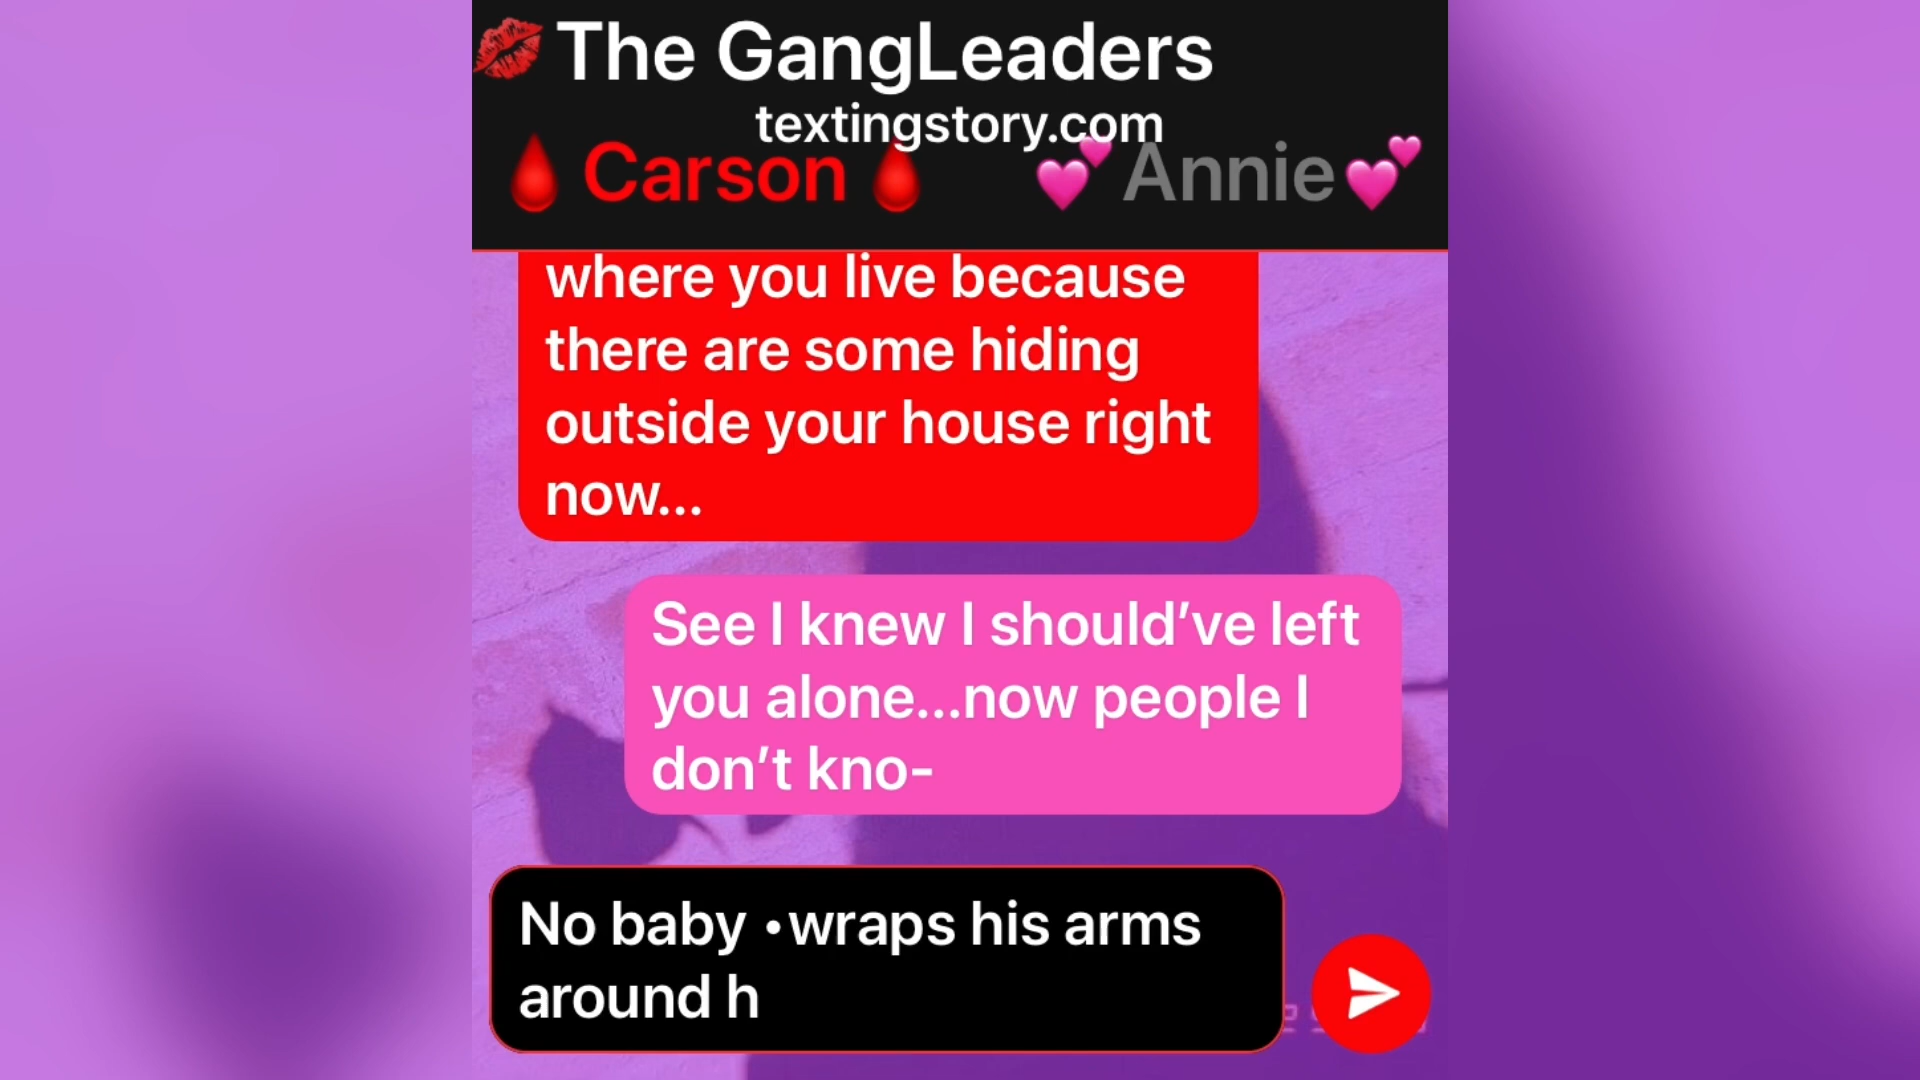 💋The GangLeaders
textingstory.com
🩸Carson🩸 💕Annie💕
where you live because
there are some hiding
outside your house right
now...
See I knew I should’ve left
you alone...now people I
don’t kno-
No baby •wraps his arms
around h